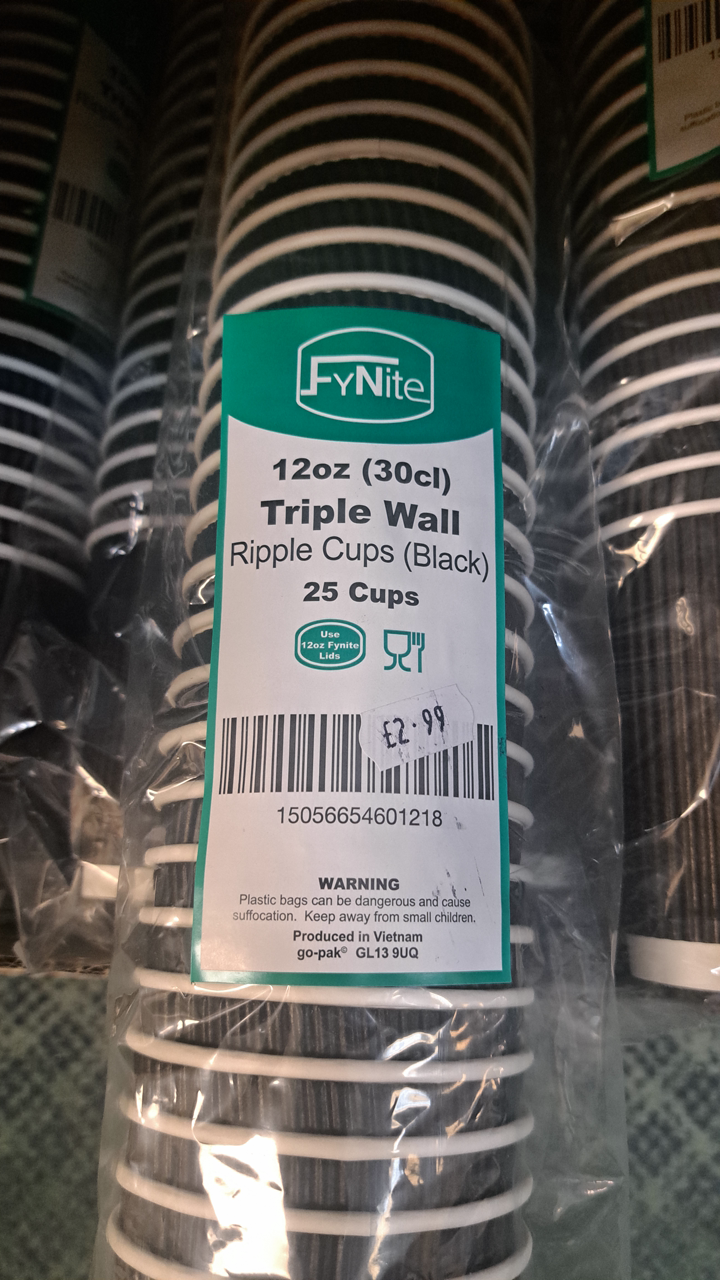 FyNite
12oz (30cl)
Triple Wall
Ripple Cups (Black)
25 Cups
Use
12oz Fynite
Lids
£2.99
15056654601218
WARNING
Plastic bags can be dangerous and cause
suffocation. Keep away from small children.
Produced in Vietnam
go-pak© GL13 9UQ